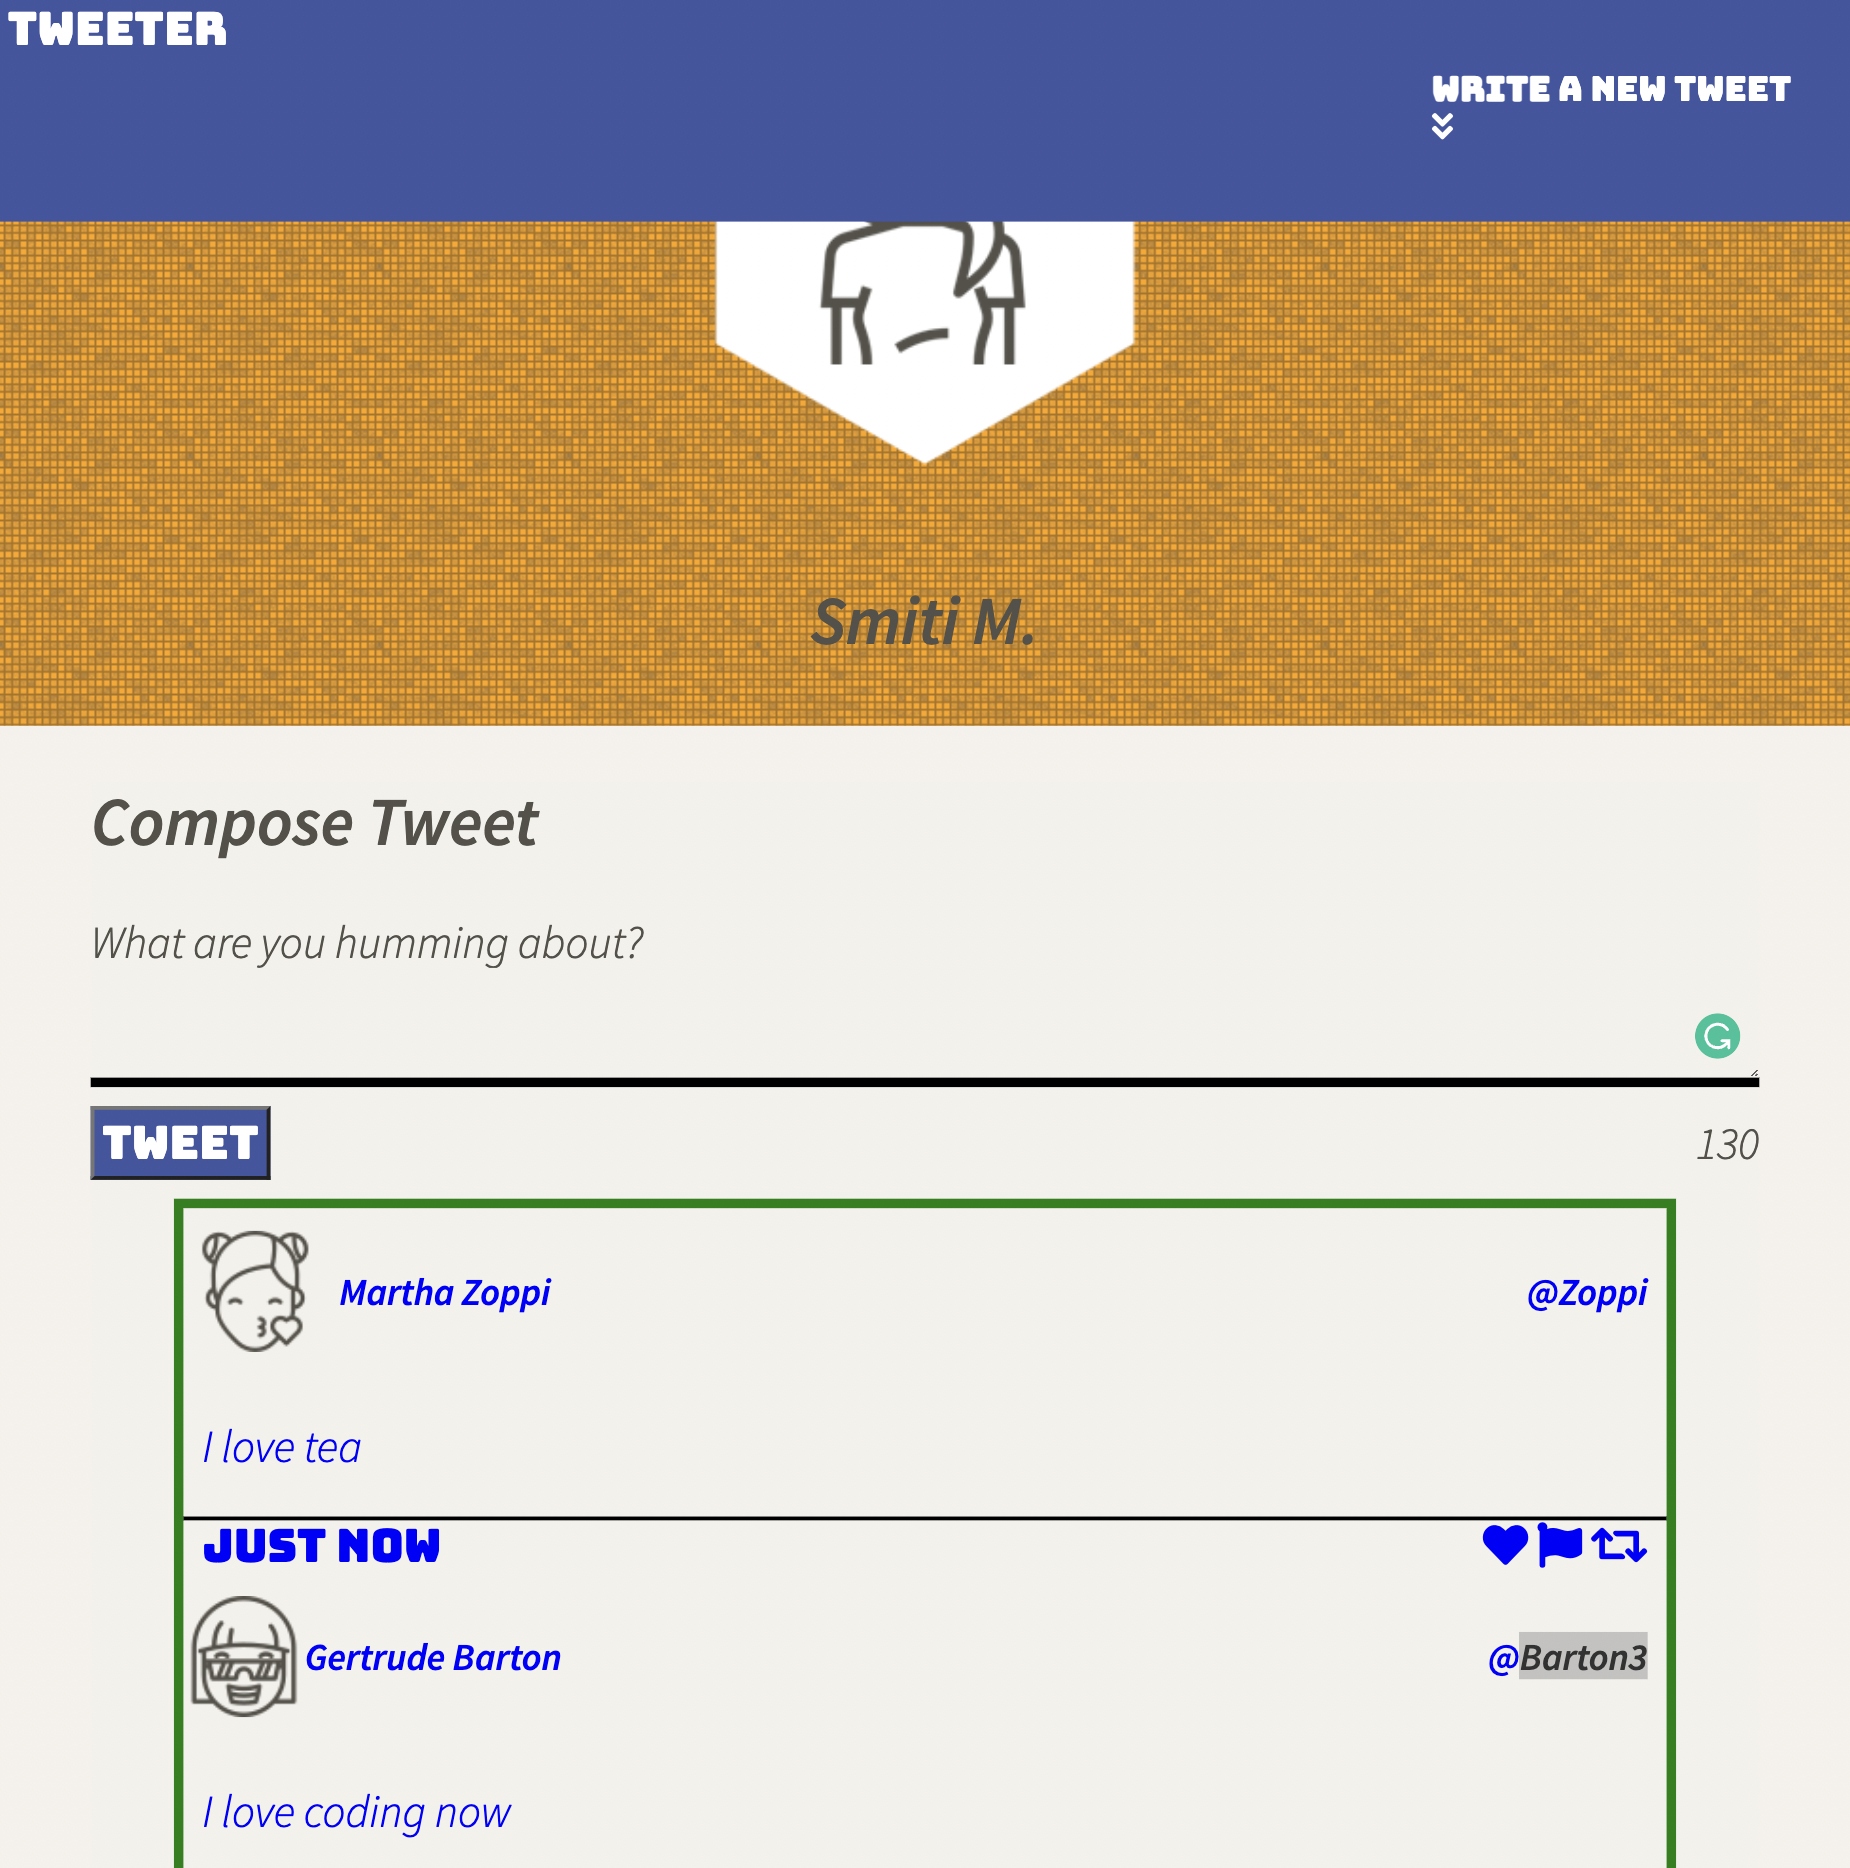 TWEETER
WRITE A NEW TWEET
Smiti M.
Compose Tweet
What are you humming about?
TWEET
130
Martha Zoppi
@Zoppi
I love tea
JUST NOW
Gertrude Barton
@Barton3
I love coding now